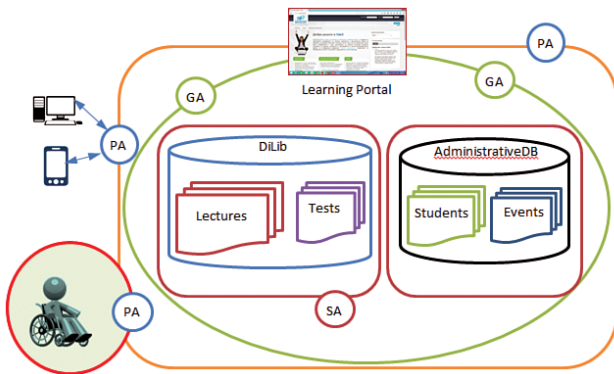 Learning Portal
PA
GA
GA
PA
DiLib
AdministrativeDB
Lectures
Tests
Students
Events
PA
SA